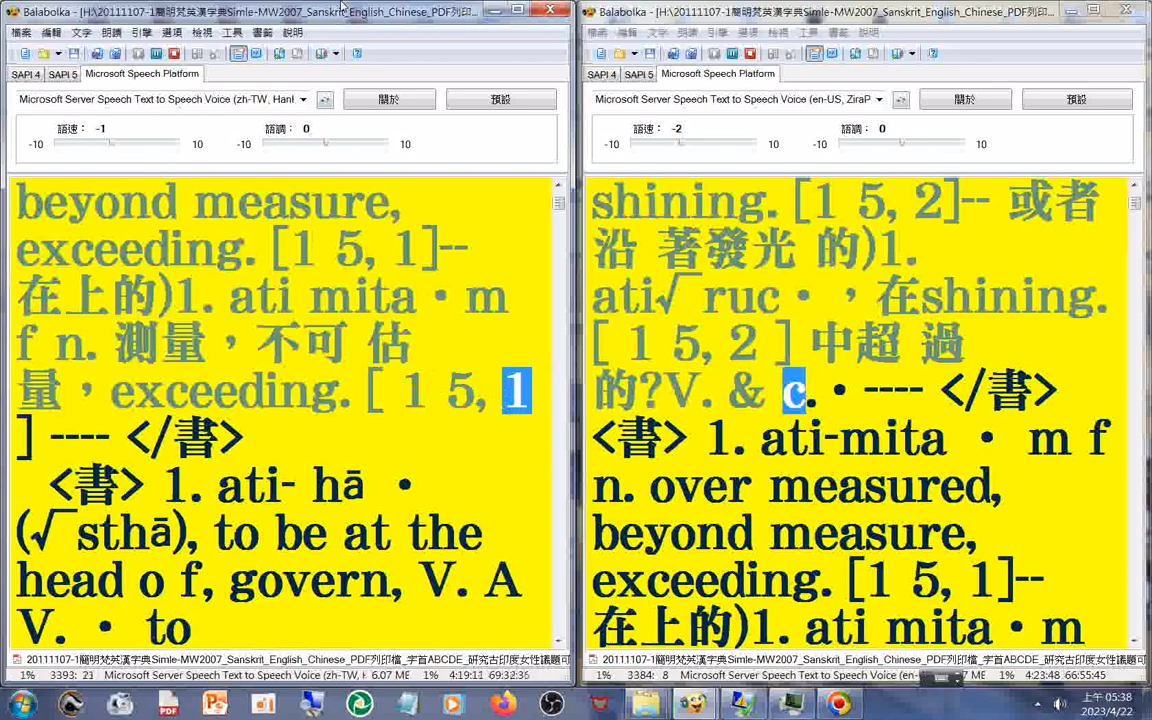 Balabolka - [H:\20111107-1簡明梵英漢字典Simle-MW2007_Sanskrit_English_Chinese_PDF列印...
檔案 編輯 文字 朗讀 引擎 選項 檢視 工具 書籤 說明
SAPI 4 SAPI 5 Microsoft Speech Platform
Microsoft Server Speech Text to Speech Voice (zh-TW, Hanl
關於
預設
語速： -1
語調： 0
-10 10 -10 10
beyond measure,
exceeding. [1 5, 1]--
在上的)1. ati mita・m
f n. 測量，不可 估
量，exceeding. [ 1 5, 1
] ---- </書>
<書> 1. ati- hā ・
(√sthā), to be at the
head o f, govern, V. A
V. ・ to
20111107-1簡明梵英漢字典Simle-MW2007_Sanskrit_English_Chinese_PDF列印檔_字首ABCDE_研究古印度女性議題可
1% 3393: 21 Microsoft Server Speech Text to Speech Voice (zh-TW, H 6.07 MB 1% 4:19:11 69:32:36
Balabolka - [H:\20111107-1簡明梵英漢字典Simle-MW2007_Sanskrit_English_Chinese_PDF列印...
檔案 編輯 文字 朗讀 引擎 選項 檢視 工具 書籤 說明
SAPI 4 SAPI 5 Microsoft Speech Platform
Microsoft Server Speech Text to Speech Voice (en-US, ZiraP
關於
預設
語速： -2
語調： 0
-10 10 -10 10
shining. [1 5, 2]-- 或者
沿 著發光 的)1.
ati√ruc・，在shining.
[ 1 5, 2 ] 中超 過
的?V. & c.・---- </書>
<書> 1. ati-mita ・ m f
n. over measured,
beyond measure,
exceeding. [1 5, 1]--
在上的)1. ati mita・m
20111107-1簡明梵英漢字典Simle-MW2007_Sanskrit_English_Chinese_PDF列印檔_字首ABCDE_研究古印度女性議題可
1% 3384: 8 Microsoft Server Speech Text to Speech Voice (en-US, Z 6.07 MB 1% 4:23:48 66:55:45
上午 05:38
2023/4/22